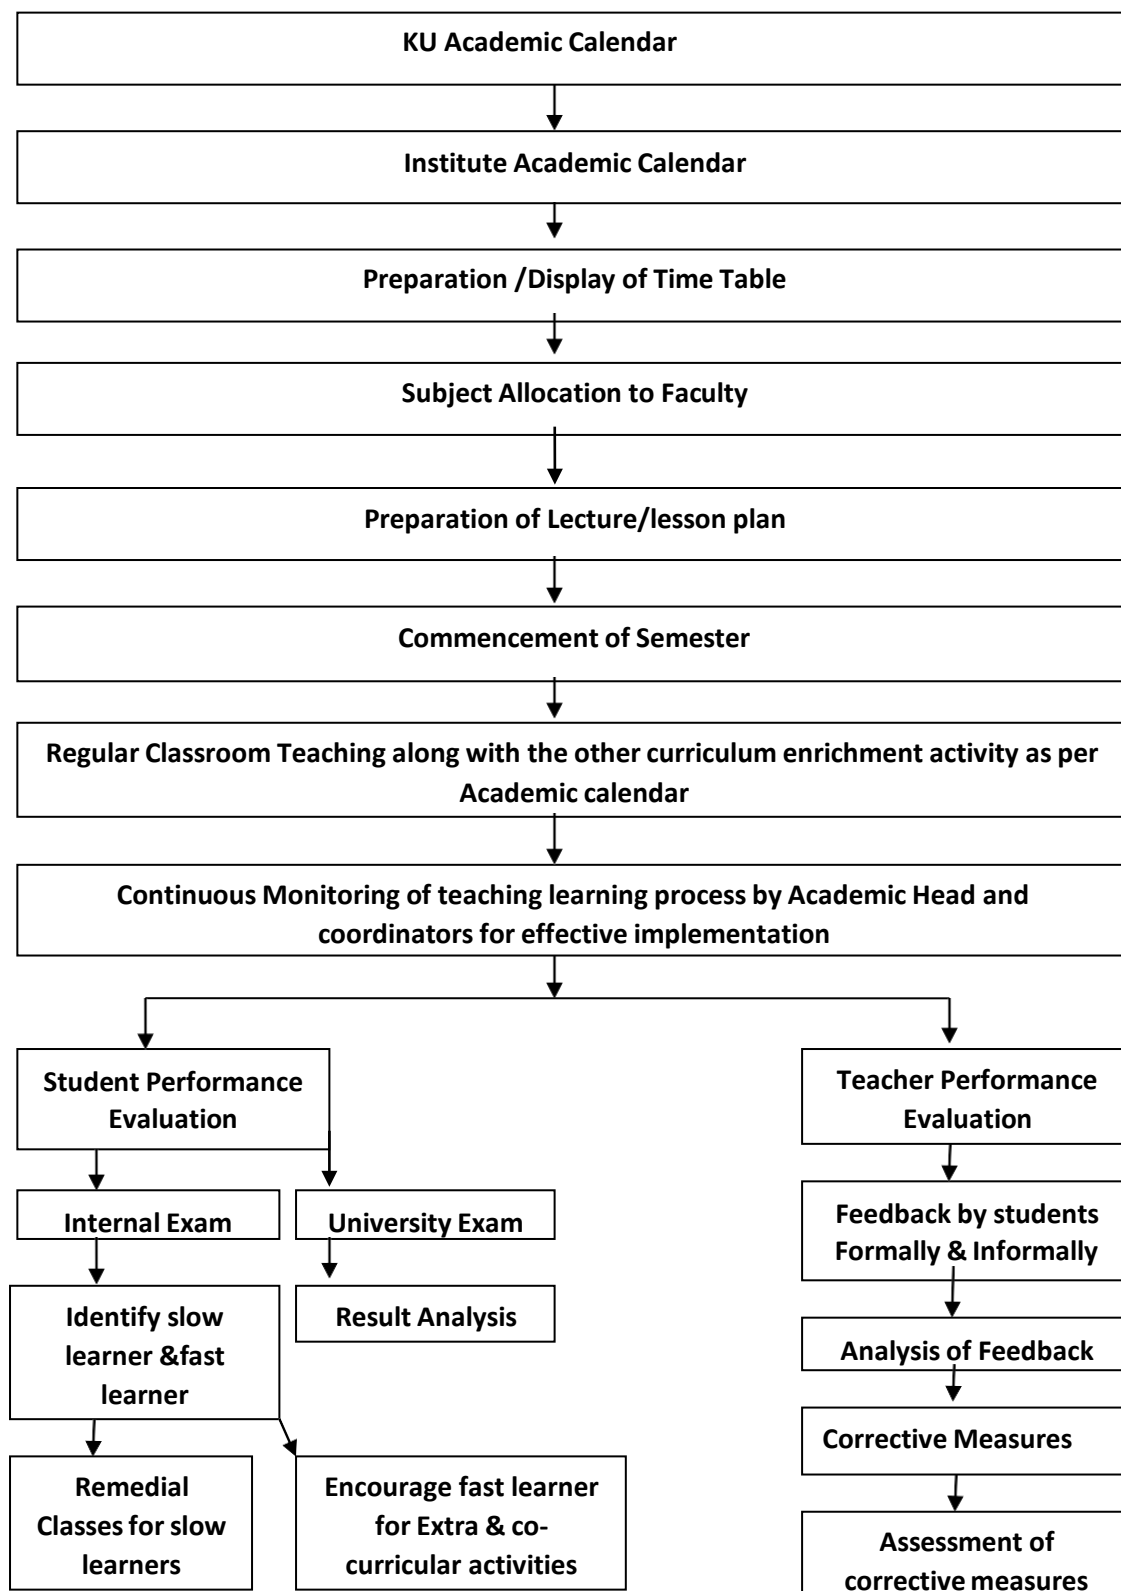 KU Academic Calendar
Institute Academic Calendar
Preparation /Display of Time Table
Subject Allocation to Faculty
Preparation of Lecture/lesson plan
Commencement of Semester
Regular Classroom Teaching along with the other curriculum enrichment activity as per
Academic calendar
Continuous Monitoring of teaching learning process by Academic Head and
coordinators for effective implementation
Student Performance
Evaluation
Internal Exam
University Exam
Identify slow
learner &fast
learner
Result Analysis
Remedial
Classes for slow
learners
Encourage fast learner
for Extra & co-
curricular activities
Teacher Performance
Evaluation
Feedback by students
Formally & Informally
Analysis of Feedback
Corrective Measures
Assessment of
corrective measures